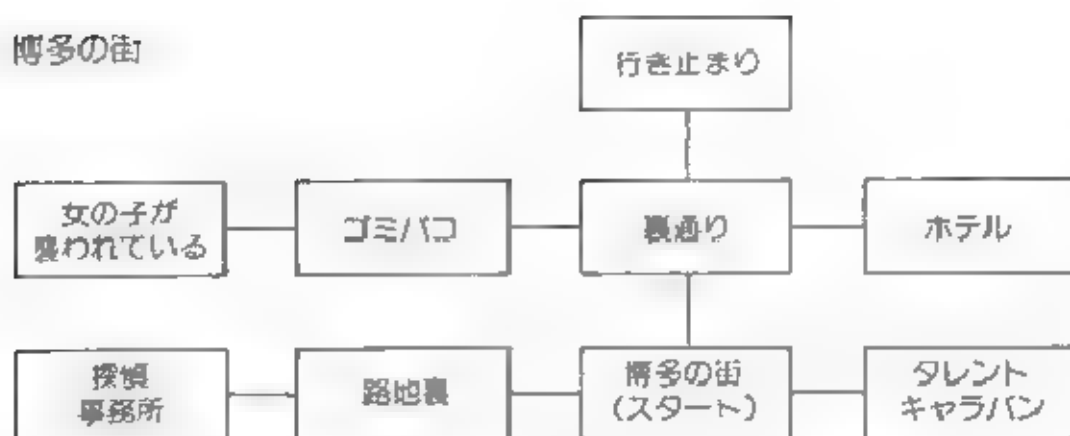 博多の街
行き止まり
女の子が
襲われている
ゴミバコ
裏通り
ホテル
探偵
事務所
路地裏
博多の街
(スタート)
タレント
キャラバン